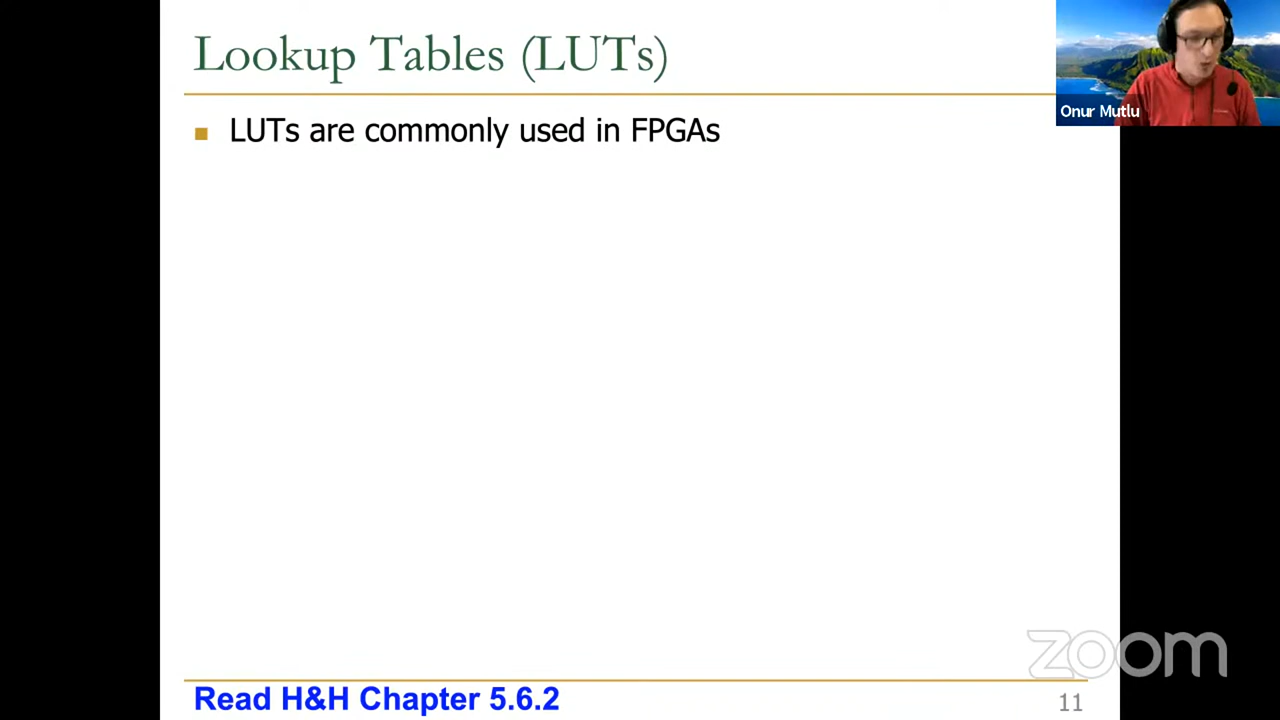 Lookup Tables (LUTs)
Onur Mutlu
LUTs are commonly used in FPGAs
zoom
Read H&H Chapter 5.6.2
11